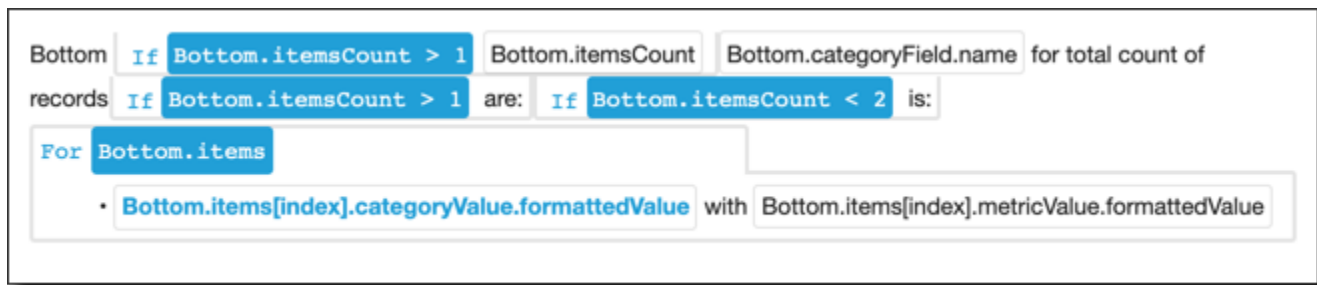 Bottom If Bottom.itemsCount > 1 Bottom.itemsCount Bottom.categoryField.name for total count of
records If Bottom.itemsCount > 1 are: If Bottom.itemsCount < 2 is:
For Bottom.items
• Bottom.items[index].categoryValue.formattedValue with Bottom.items[index].metricValue.formattedValue